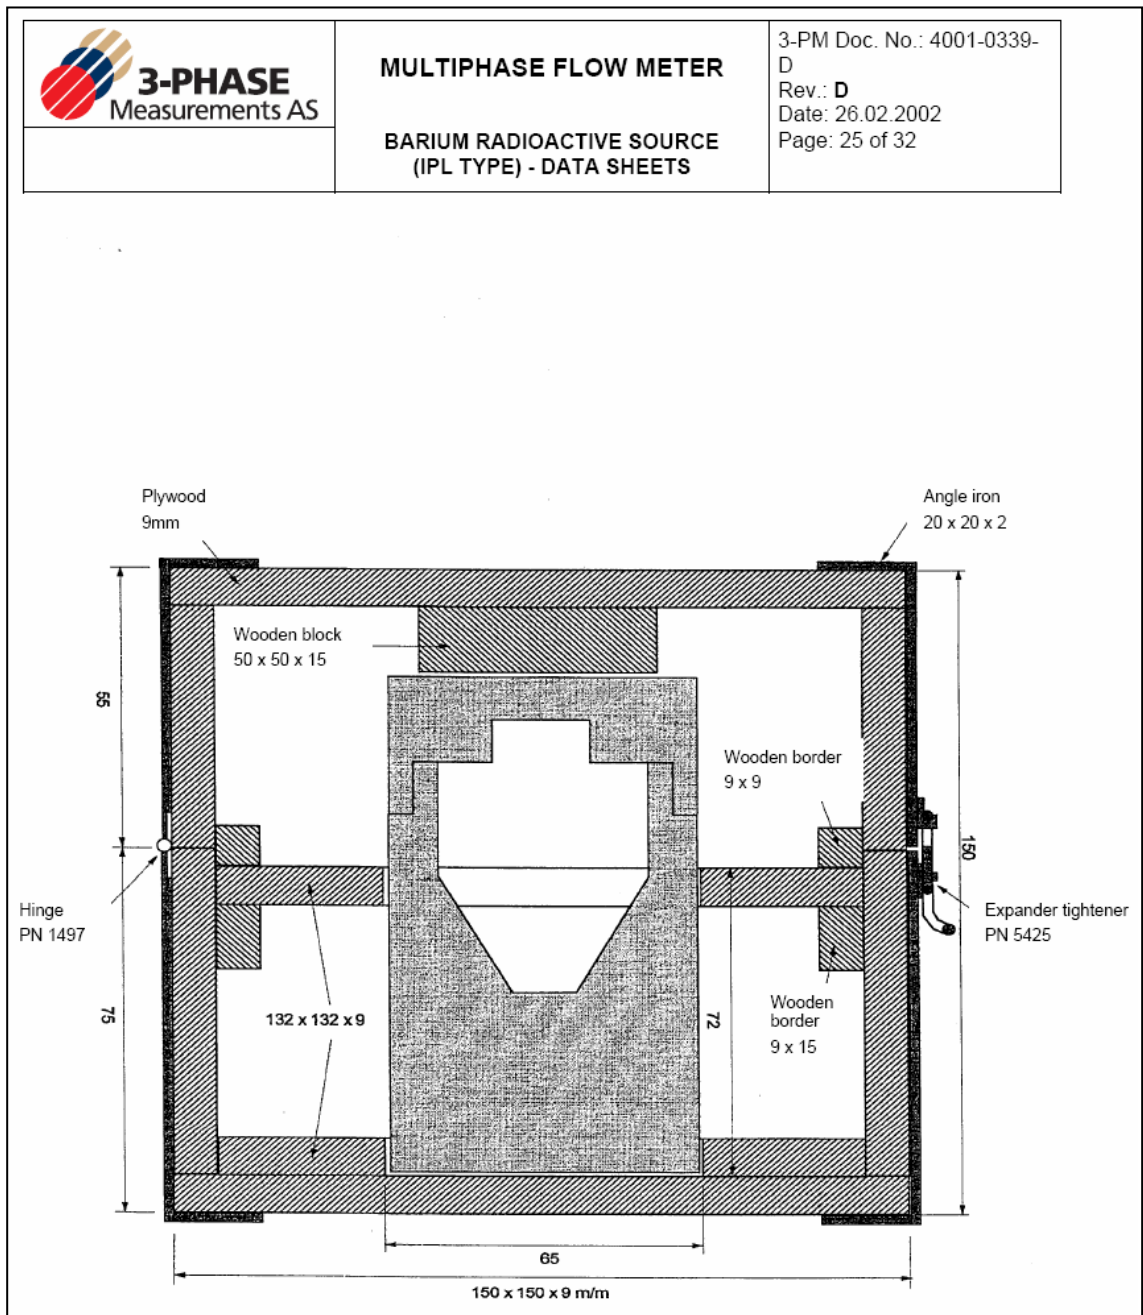 3-PHASE
Measurements AS
MULTIPHASE FLOW METER
BARIUM RADIOACTIVE SOURCE
(IPL TYPE) - DATA SHEETS
3-PM Doc. No.: 4001-0339-
D
Rev.: D
Date: 26.02.2002
Page: 25 of 32
Plywood
9mm
Angle iron
20 x 20 x 2
Wooden block
50 x 50 x 15
55
Wooden border
9 x 9
150
Hinge
PN 1497
Expander tightener
PN 5425
75
132 x 132 x 9
72
Wooden
border
9 x 15
65
150 x 150 x 9 m/m